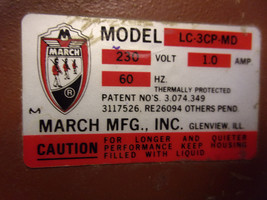 MARCH
®
M
MODEL LC-3CP-MD
230 VOLT 1.0 AMP
60 HZ.
THERMALLY PROTECTED
PATENT NO'S. 3.074.349
3117526. RE26094 OTHERS PEND.
MARCH MFG., INC. GLENVIEW, ILL.
CAUTION FOR LONGER AND QUIETER
PERFORMANCE KEEP HOUSING
FILLED WITH LIQUID